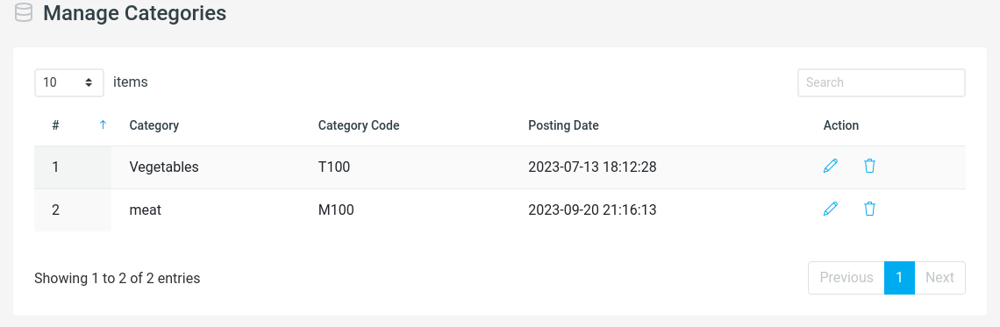 Manage Categories
10 items Search
# Category Category Code Posting Date Action
1 Vegetables T100 2023-07-13 18:12:28
2 meat M100 2023-09-20 21:16:13
Showing 1 to 2 of 2 entries Previous 1 Next